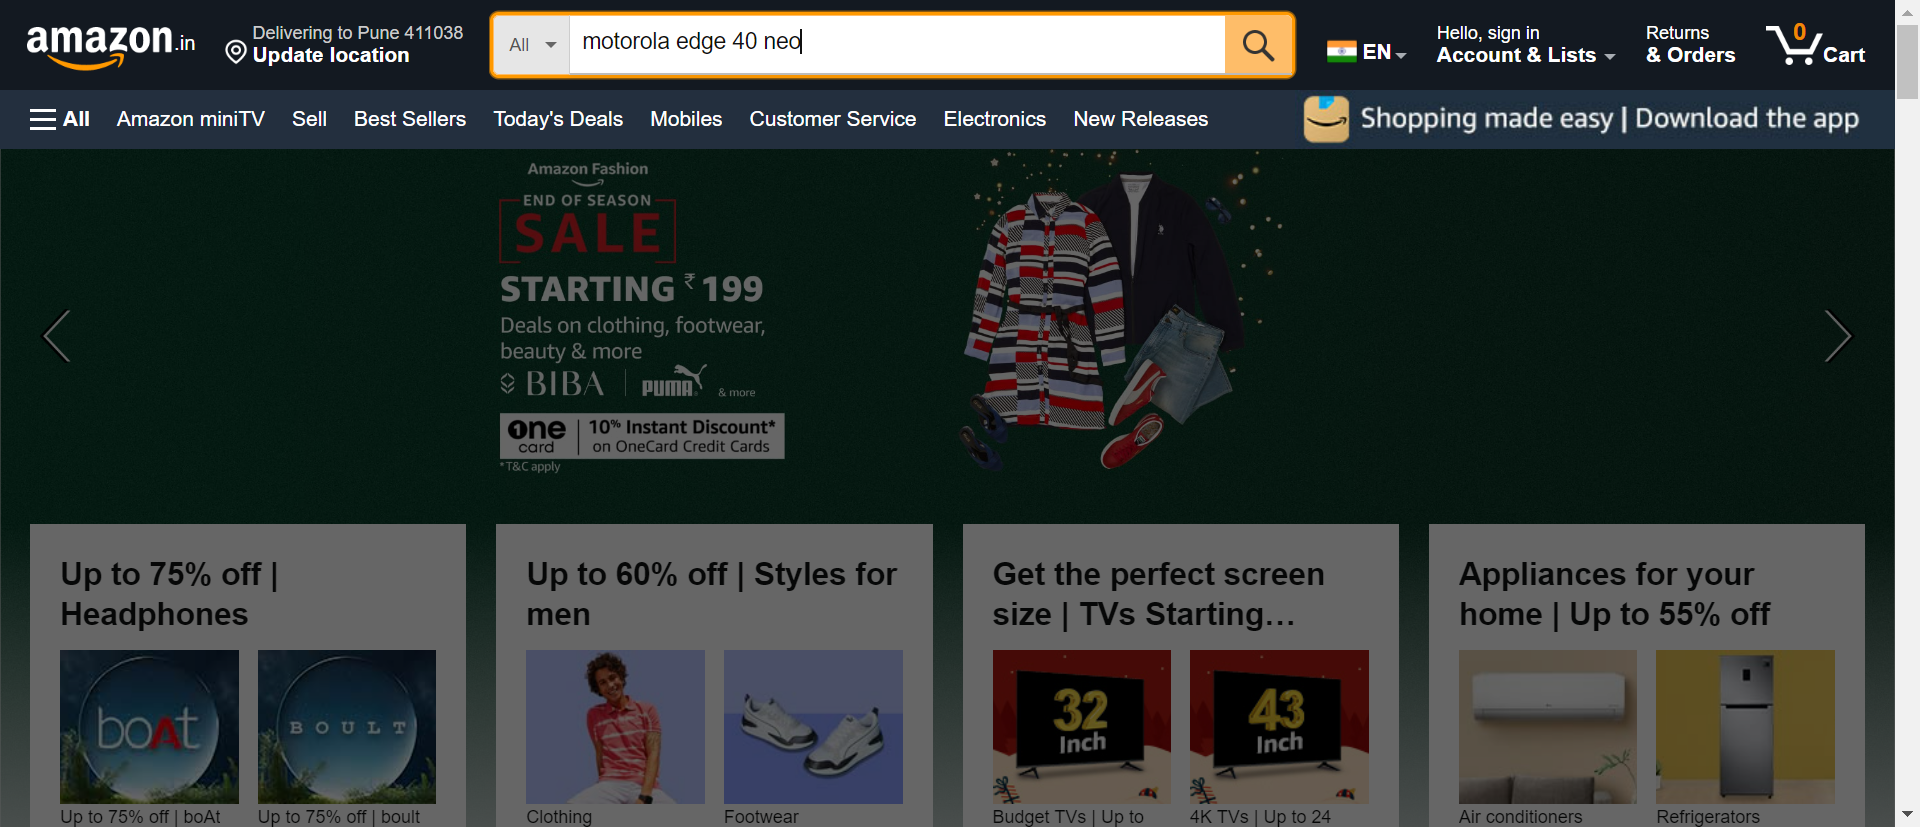 amazon.in
Delivering to Pune 411038
Update location
All
motorola edge 40 neo
EN
Hello, sign in
Account & Lists
Returns
& Orders
0
Cart
All
Amazon miniTV
Sell
Best Sellers
Today's Deals
Mobiles
Customer Service
Electronics
New Releases
Shopping made easy | Download the app
Amazon Fashion
END OF SEASON
SALE
STARTING ₹199
Deals on clothing, footwear,
beauty & more
BIBA | PUMA & more
one card | 10% Instant Discount*
on OneCard Credit Cards
*T&C apply
Up to 75% off |
Headphones
boAt
BOULT
Up to 75% off | boAt
Up to 75% off | boult
Up to 60% off | Styles for
men
Clothing
Footwear
Get the perfect screen
size | TVs Starting...
32
Inch
43
Inch
Budget TVs | Up to
4K TVs | Up to 24
Appliances for your
home | Up to 55% off
Air conditioners
Refrigerators